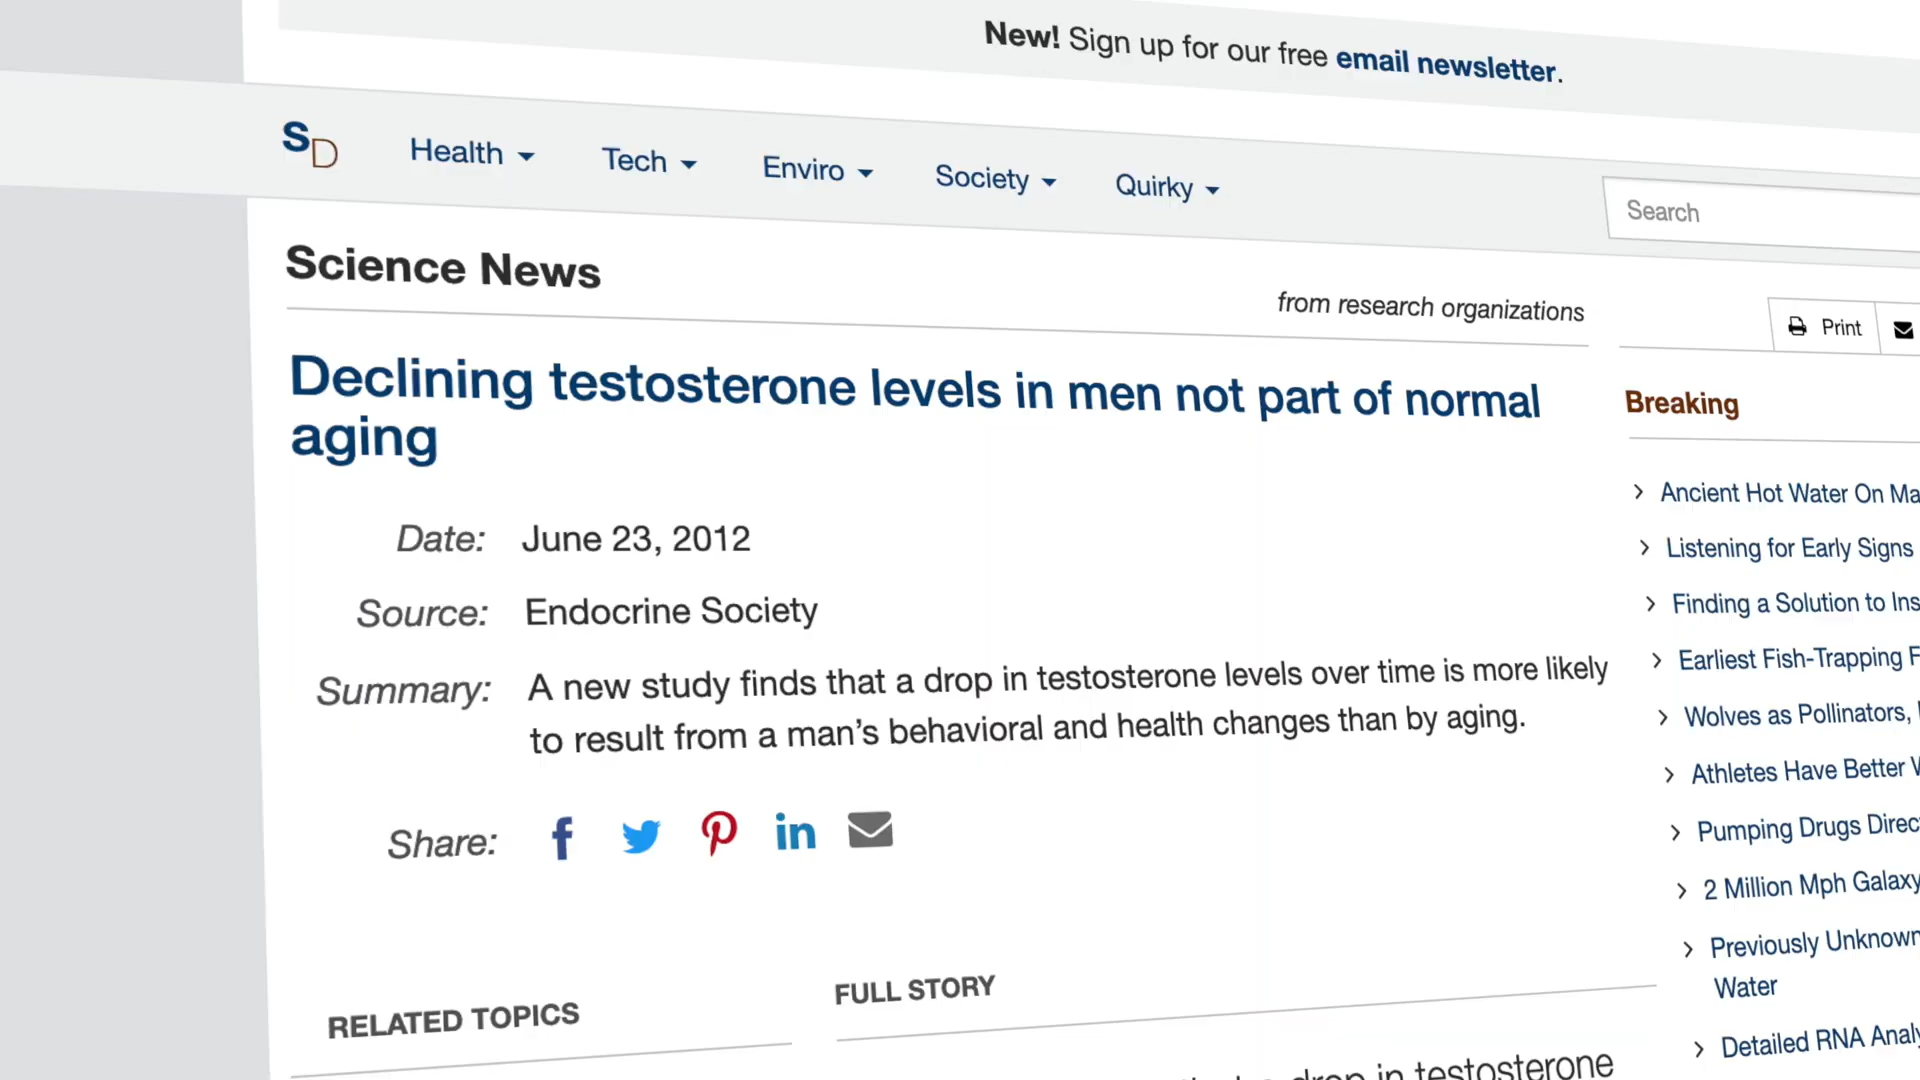 New! Sign up for our free email newsletter.
SD
Health
Tech
Enviro
Society
Quirky
Search
Science News
from research organizations
Print
Declining testosterone levels in men not part of normal
aging
Date: June 23, 2012
Source: Endocrine Society
Summary: A new study finds that a drop in testosterone levels over time is more likely
to result from a man's behavioral and health changes than by aging.
Share:
RELATED TOPICS
FULL STORY
drop in testosterone
Breaking
Ancient Hot Water On
Listening for Early Signs
Finding a Solution to
Earliest Fish-Trapping
Wolves as Pollinators,
Athletes Have Better
Pumping Drugs
2 Million Mph Galaxy
Previously Unknown
Water
Detailed RNA